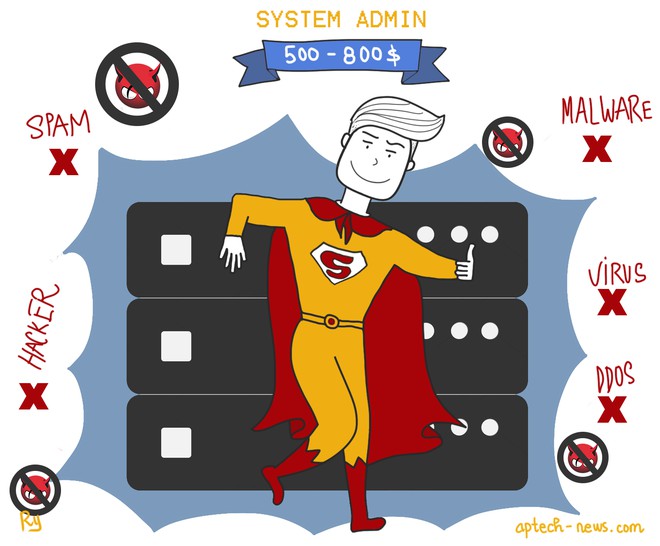 SYSTEM ADMIN
500 - 800$
SPAM
X
MALWARE
X
S
HACKER
X
VIRUS
X
DDOS
X
Ry
aptech-news.com